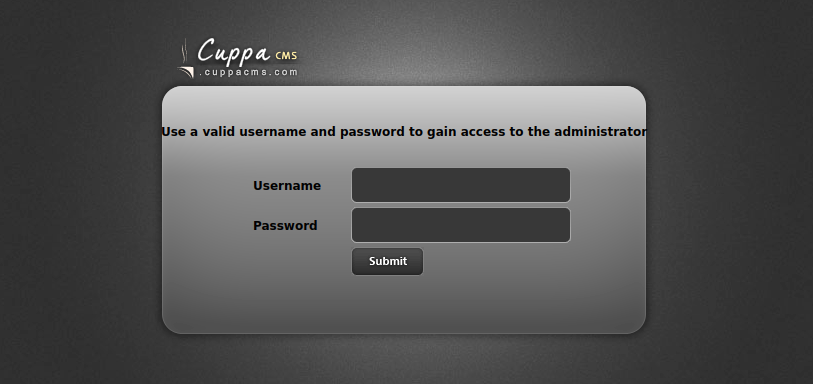 Cuppa CMS
.cuppacms.com
Use a valid username and password to gain access to the administrator
Username
Password
Submit